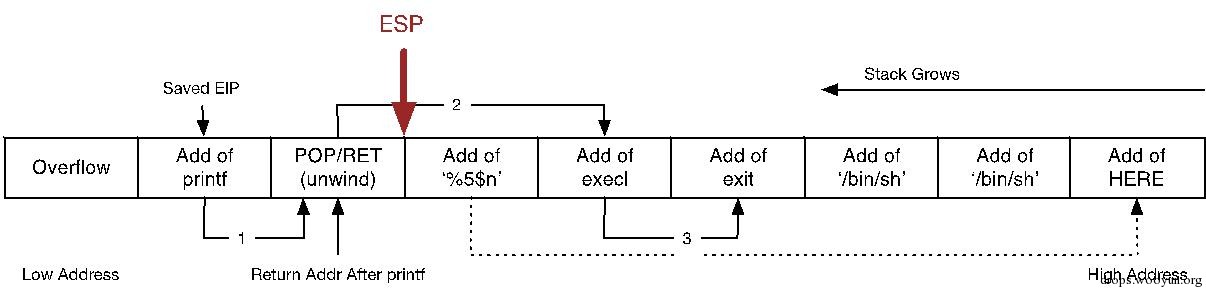 ESP
Stack Grows
Saved EIP
2
Overflow
Add of
printf
POP/RET
(unwind)
Add of
‘%5$n’
Add of
execl
Add of
exit
Add of
‘/bin/sh’
Add of
‘/bin/sh’
Add of
HERE
1
3
Low Address
Return Addr After printf
High Address
drops.wooyun.org